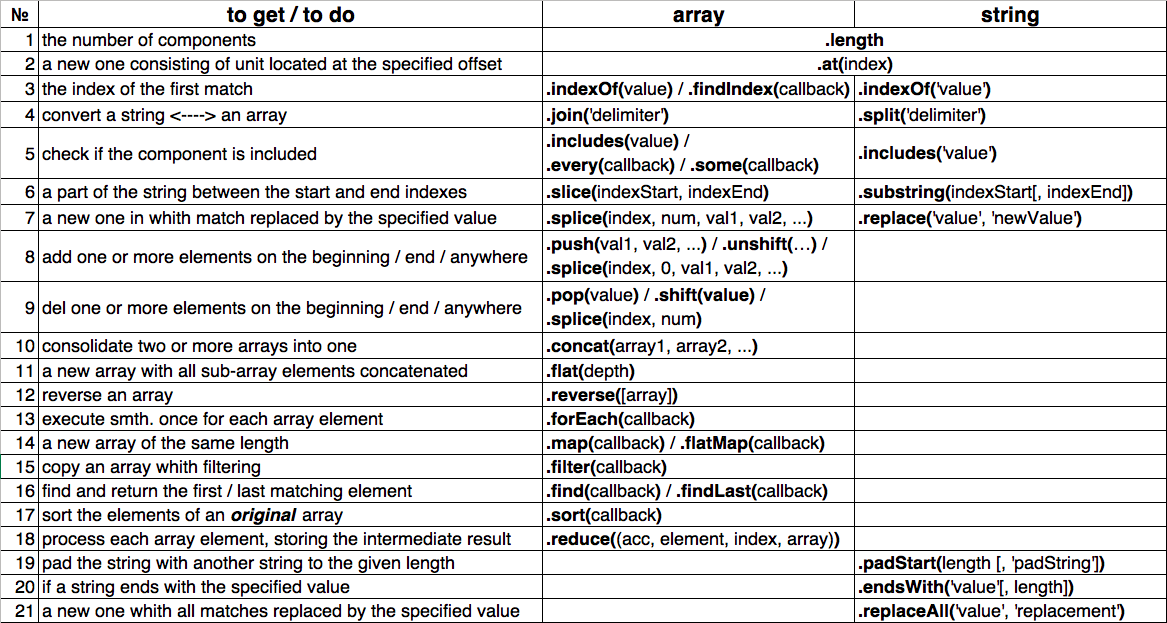 № to get / to do array string
1 the number of components .length
2 a new one consisting of unit located at the specified offset .at(index)
3 the index of the first match .indexOf(value) / .findIndex(callback) .indexOf('value')
4 convert a string <----> an array .join('delimiter') .split('delimiter')
5 check if the component is included .includes(value) /
.every(callback) / .some(callback) .includes('value')
6 a part of the string between the start and end indexes .slice(indexStart, indexEnd) .substring(indexStart[, indexEnd])
7 a new one in whith match replaced by the specified value .splice(index, num, val1, val2, ...) .replace('value', 'newValue')
8 add one or more elements on the beginning / end / anywhere .push(val1, val2, ...) / .unshift(…) /
.splice(index, 0, val1, val2, ...)
9 del one or more elements on the beginning / end / anywhere .pop(value) / .shift(value) /
.splice(index, num)
10 consolidate two or more arrays into one .concat(array1, array2, ...)
11 a new array with all sub-array elements concatenated .flat(depth)
12 reverse an array .reverse([array])
13 execute smth. once for each array element .forEach(callback)
14 a new array of the same length .map(callback) / .flatMap(callback)
15 copy an array whith filtering .filter(callback)
16 find and return the first / last matching element .find(callback) / .findLast(callback)
17 sort the elements of an original array .sort(callback)
18 process each array element, storing the intermediate result .reduce((acc, element, index, array))
19 pad the string with another string to the given length .padStart(length [, 'padString'])
20 if a string ends with the specified value .endsWith('value'[, length])
21 a new one whith all matches replaced by the specified value .replaceAll('value', 'replacement')